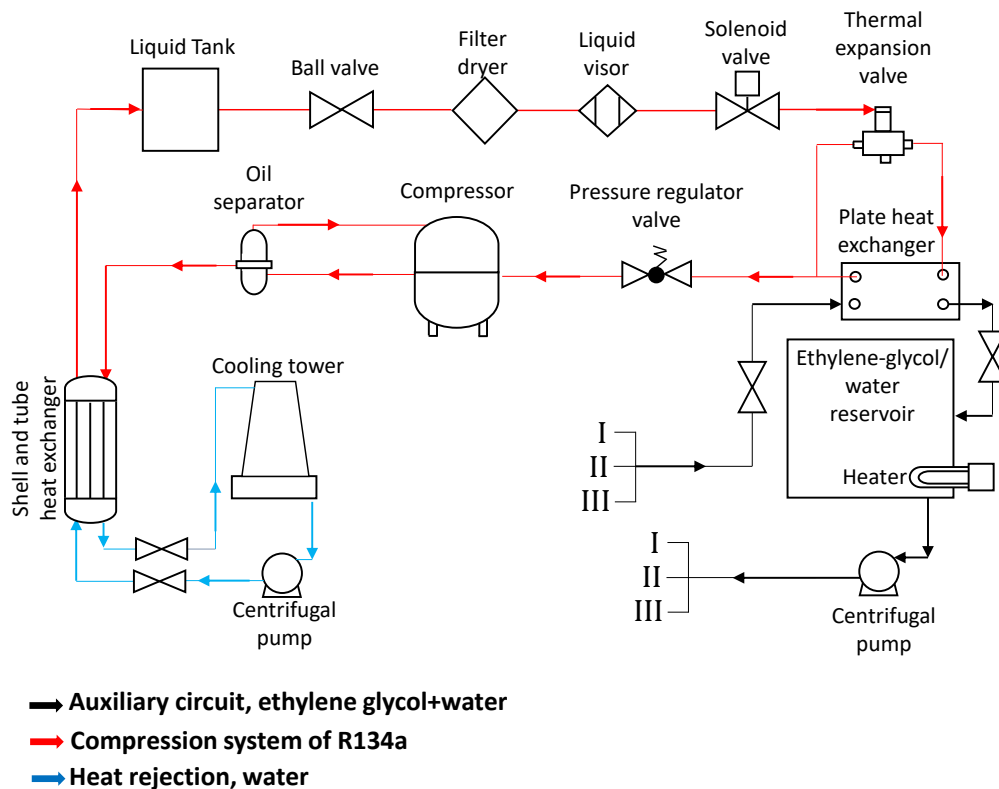 Liquid Tank
Ball valve
Filter
dryer
Liquid
visor
Solenoid
valve
Thermal
expansion
valve
Oil
separator
Compressor
Pressure regulator
valve
Plate heat
exchanger
Shell and tube
heat exchanger
Cooling tower
Ethylene-glycol/
water
reservoir
Heater
I
II
III
I
II
III
Centrifugal
pump
Centrifugal
pump
Auxiliary circuit, ethylene glycol+water
Compression system of R134a
Heat rejection, water